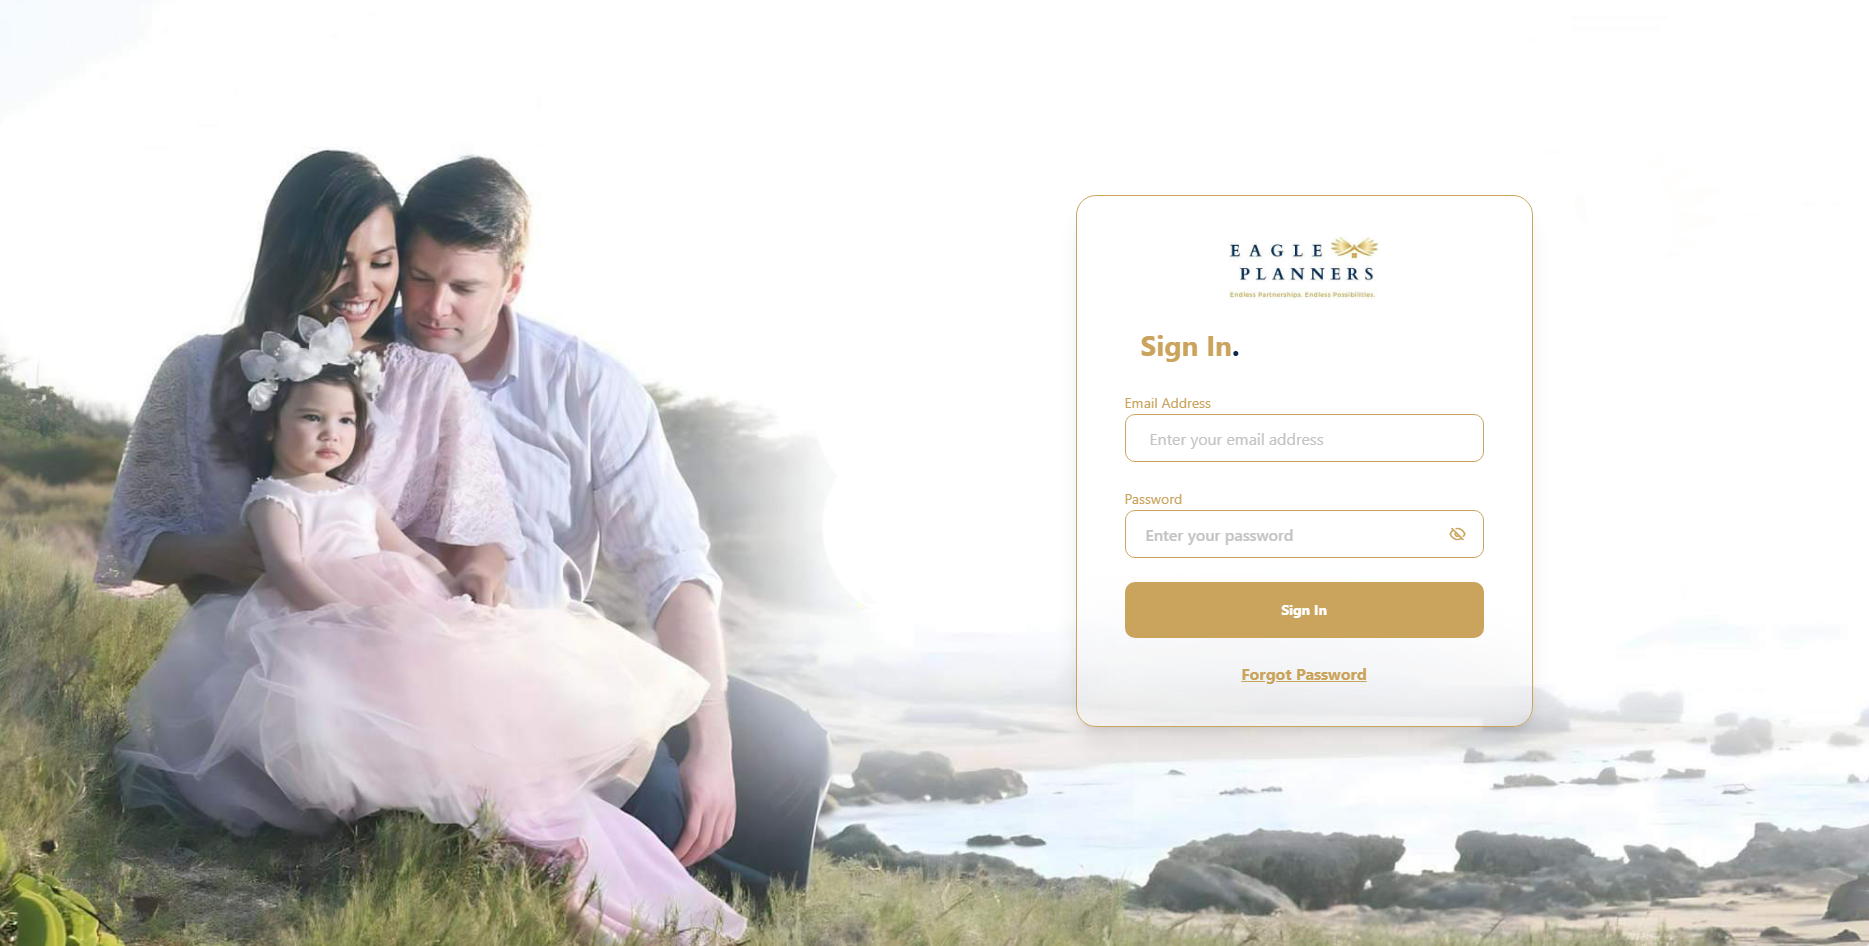 EAGLE
PLANNERS
Endless Partnerships. Endless Possibilities.
Sign In.
Email Address
Enter your email address
Password
Enter your password
Sign In
Forgot Password